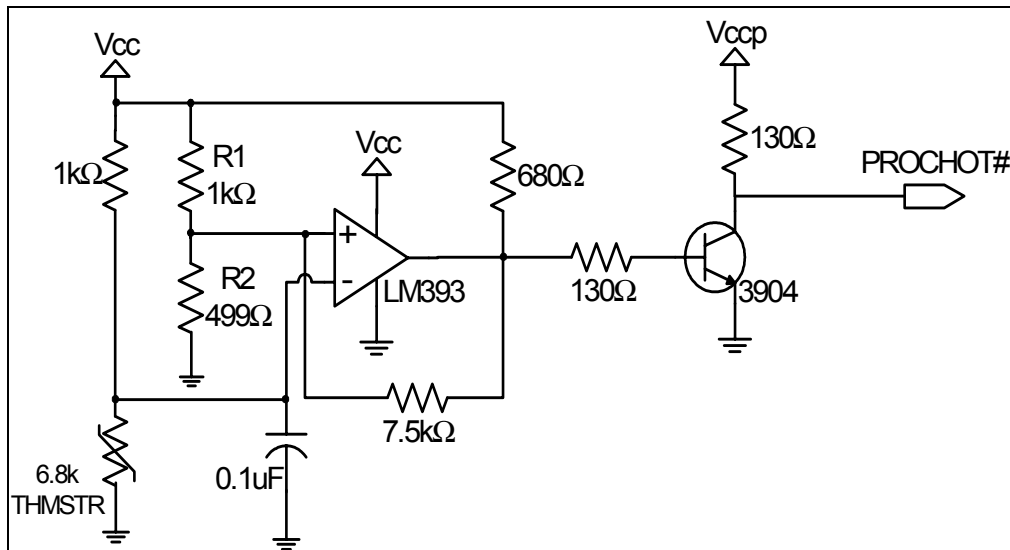 Vcc
Vccp
1kΩ
R1
1kΩ
Vcc
680Ω
130Ω
PROCHOT#
+
-
LM393
R2
499Ω
130Ω
3904
7.5kΩ
0.1uF
6.8k
THMSTR